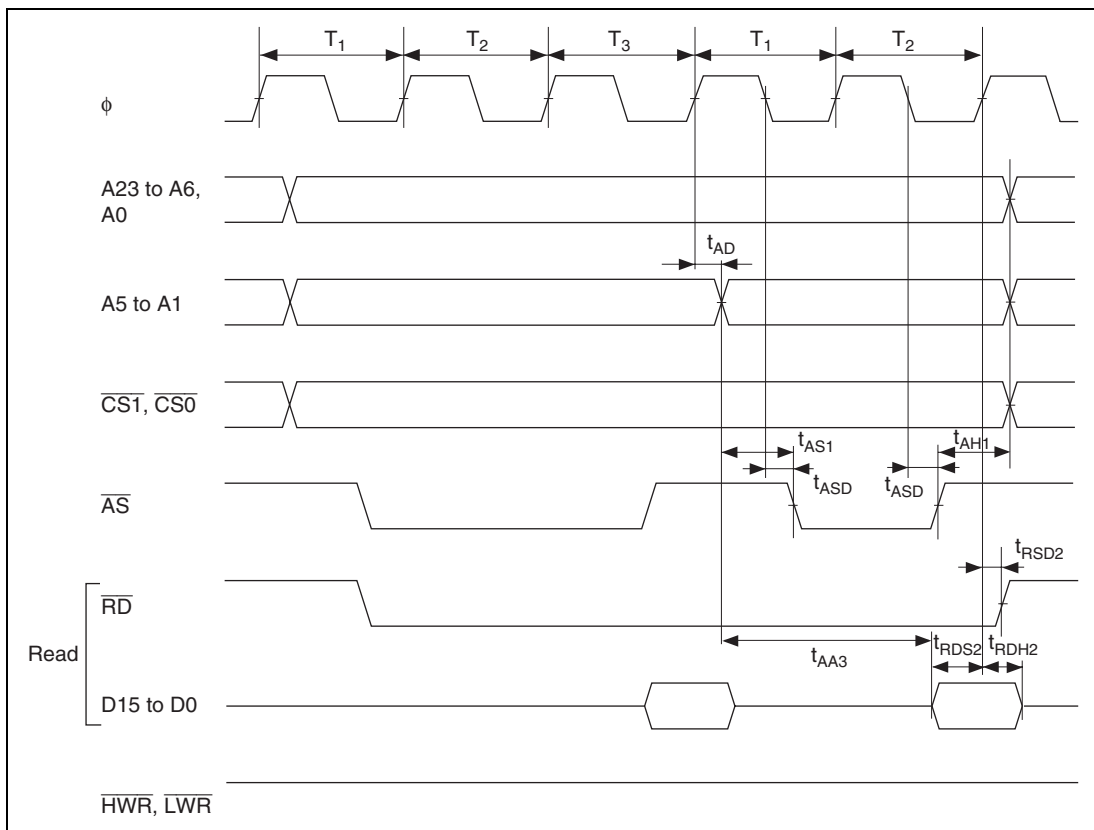 T1 T2 T3 T1 T2
φ
A23 to A6,
A0
tAD
A5 to A1
CS1, CS0
tAS1 tAH1
tASD tASD
AS
tRSD2
RD
Read
tAA3 tRDS2 tRDH2
D15 to D0
HWR, LWR